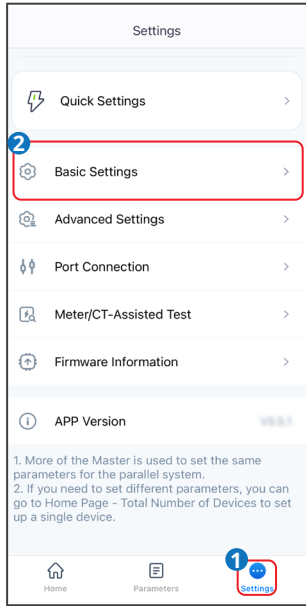 Settings
Quick Settings
2
Basic Settings
Advanced Settings
Port Connection
Meter/CT-Assisted Test
Firmware Information
APP Version
1. More of the Master is used to set the same
parameters for the parallel system.
2. If you need to set different parameters, you can
go to Home Page - Total Number of Devices to set
up a single device.
1
Home Parameters Settings